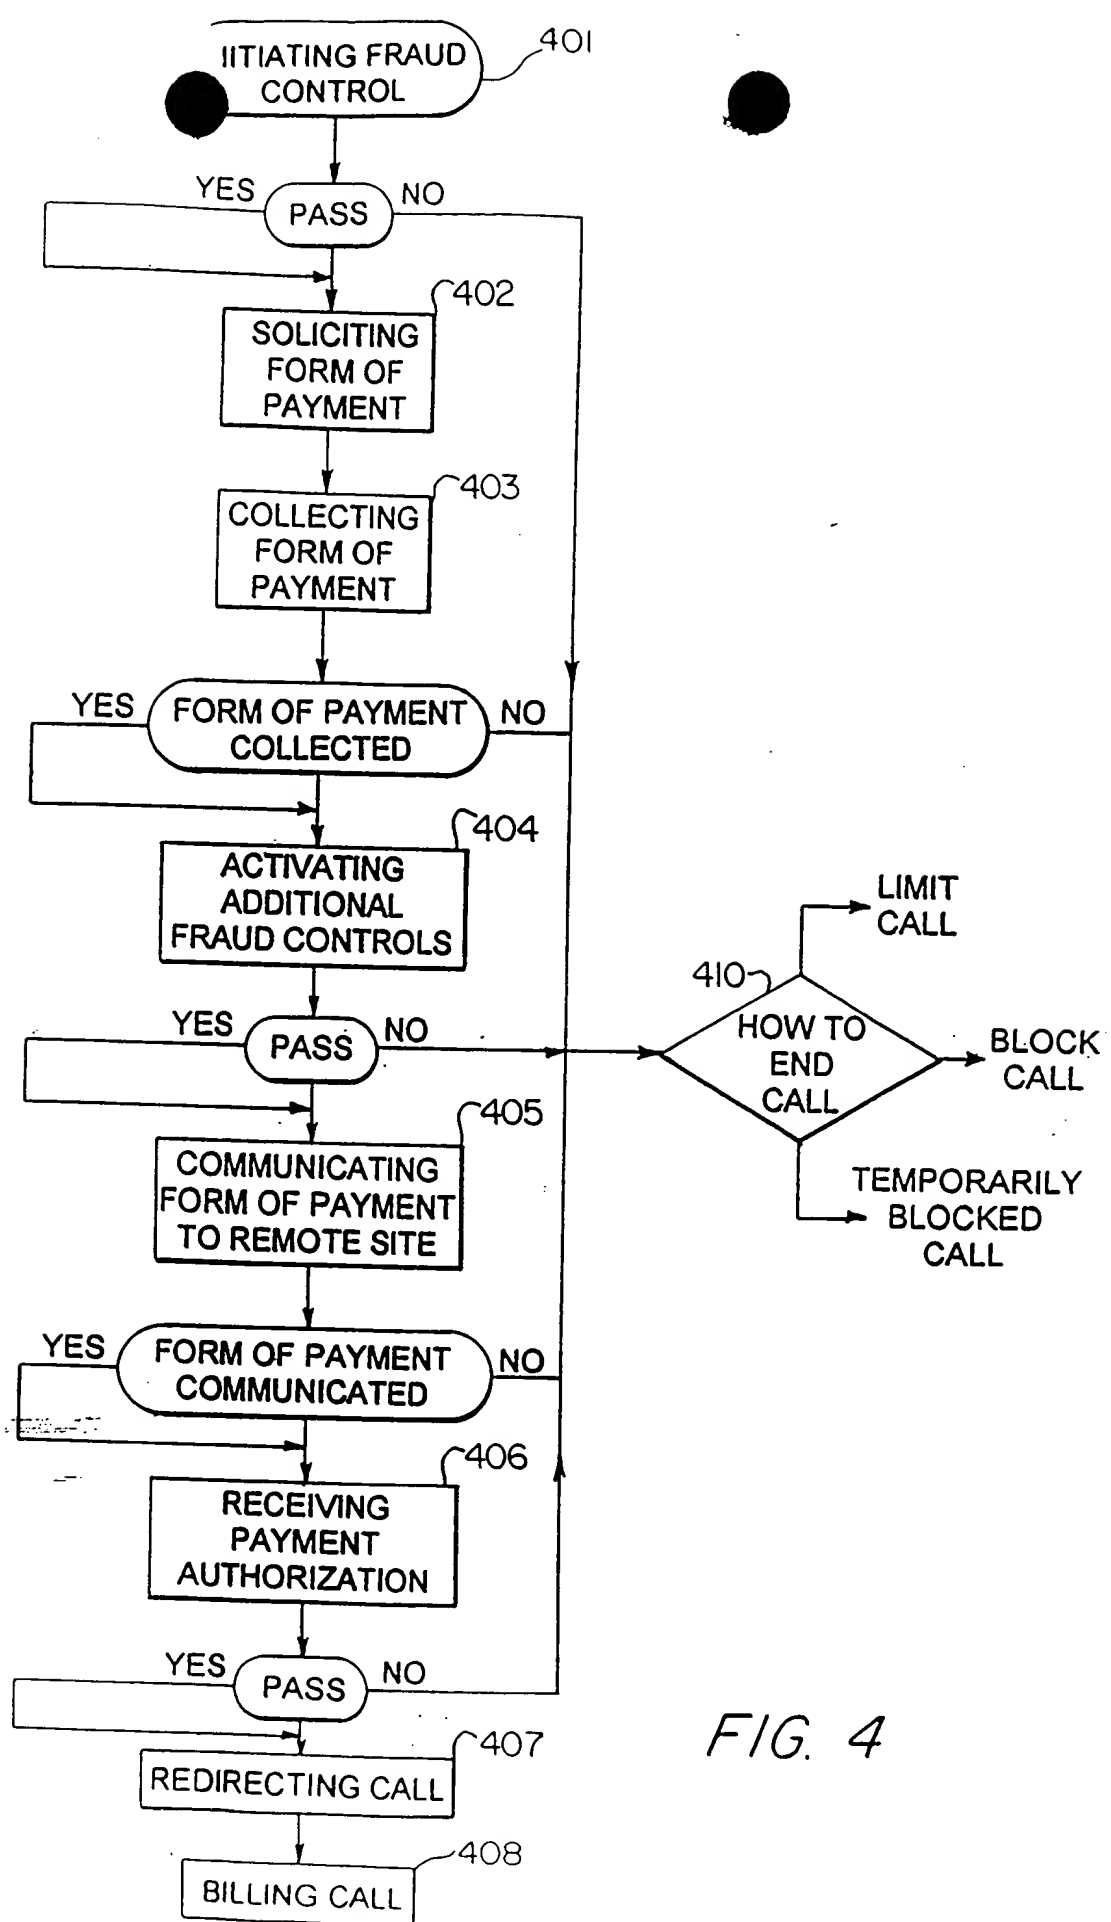 IITIATING FRAUD
CONTROL
401
YES
PASS
NO
402
SOLICITING
FORM OF
PAYMENT
403
COLLECTING
FORM OF
PAYMENT
YES
FORM OF PAYMENT
COLLECTED
NO
404
ACTIVATING
ADDITIONAL
FRAUD CONTROLS
YES
PASS
NO
410
HOW TO
END
CALL
LIMIT
CALL
BLOCK
CALL
TEMPORARILY
BLOCKED
CALL
405
COMMUNICATING
FORM OF PAYMENT
TO REMOTE SITE
YES
FORM OF PAYMENT
COMMUNICATED
NO
406
RECEIVING
PAYMENT
AUTHORIZATION
YES
PASS
NO
407
REDIRECTING CALL
408
BILLING CALL
FIG. 4